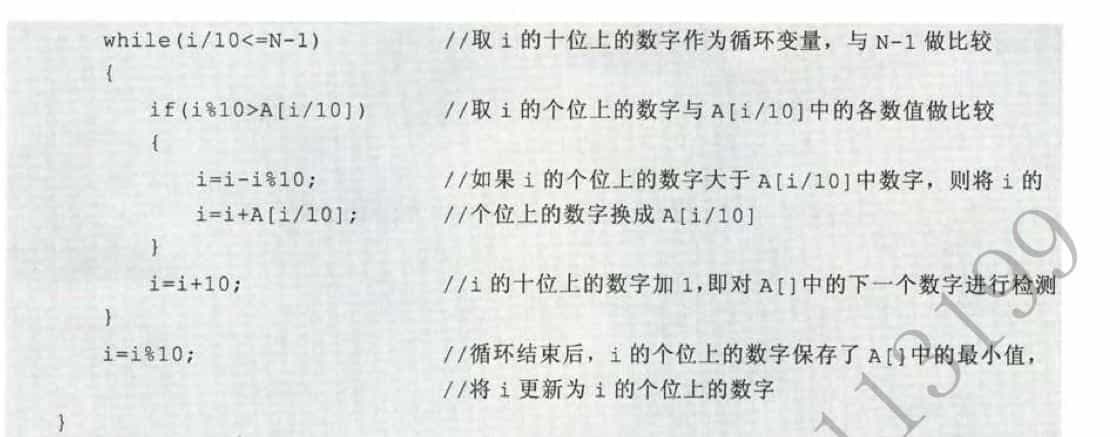 while(i/10<=N-1) //取 i 的十位上的数字作为循环变量，与 N-1 做比较
{
if(i%10>A[i/10]) //取 i 的个位上的数字与 A[i/10]中的各数值做比较
{
i=i-i%10; //如果 i 的个位上的数字大于 A[i/10]中数字，则将 i 的
i=i+A[i/10]; //个位上的数字换成 A[i/10]
}
i=i+10; //i 的十位上的数字加 1,即对 A[]中的下一个数字进行检测
}
i=i%10; //循环结束后，i 的个位上的数字保存了 A[]中的最小值，
//将 i 更新为 i 的个位上的数字
}
113199